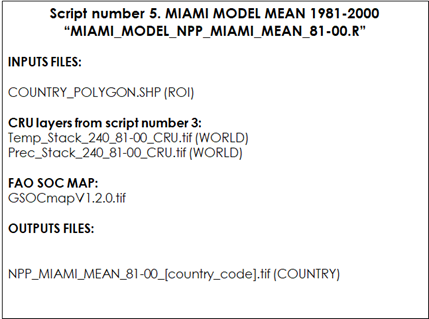 Script number 5. MIAMI MODEL MEAN 1981-2000
“MIAMI_MODEL_NPP_MIAMI_MEAN_81-00.R”
INPUTS FILES:
COUNTRY_POLYGON.SHP (ROI)
CRU layers from script number 3:
Temp_Stack_240_81-00_CRU.tif (WORLD)
Prec_Stack_240_81-00_CRU.tif (WORLD)
FAO SOC MAP:
GSOCmapV1.2.0.tif
OUTPUTS FILES:
NPP_MIAMI_MEAN_81-00_[country_code].tif (COUNTRY)